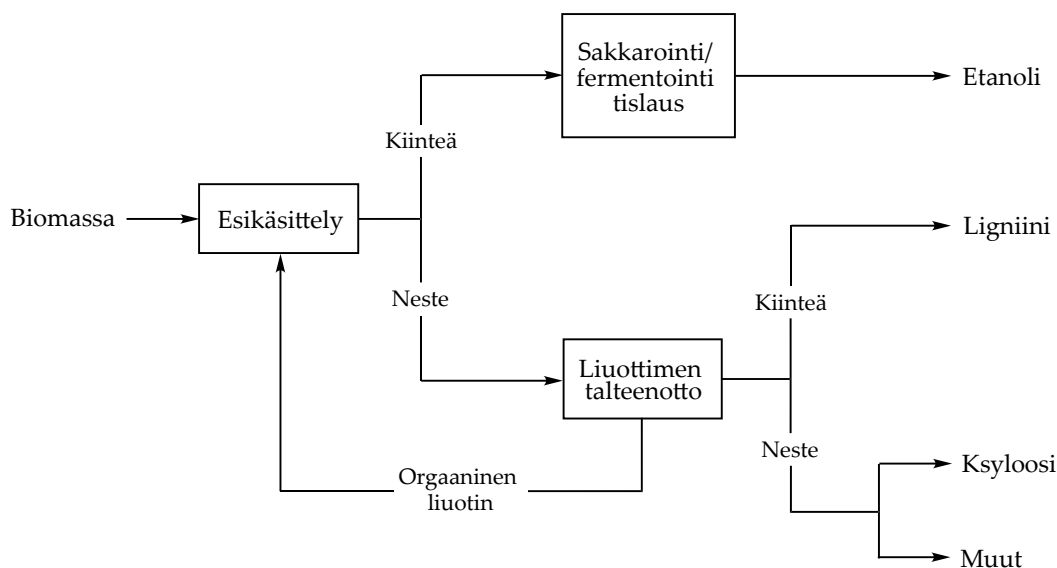 Sakkarointi/
fermentointi
tislaus
Etanoli
Kiinteä
Biomassa
Esikäsittely
Ligniini
Neste
Kiinteä
Liuottimen
talteenotto
Neste
Ksyloosi
Orgaaninen
liuotin
Muut